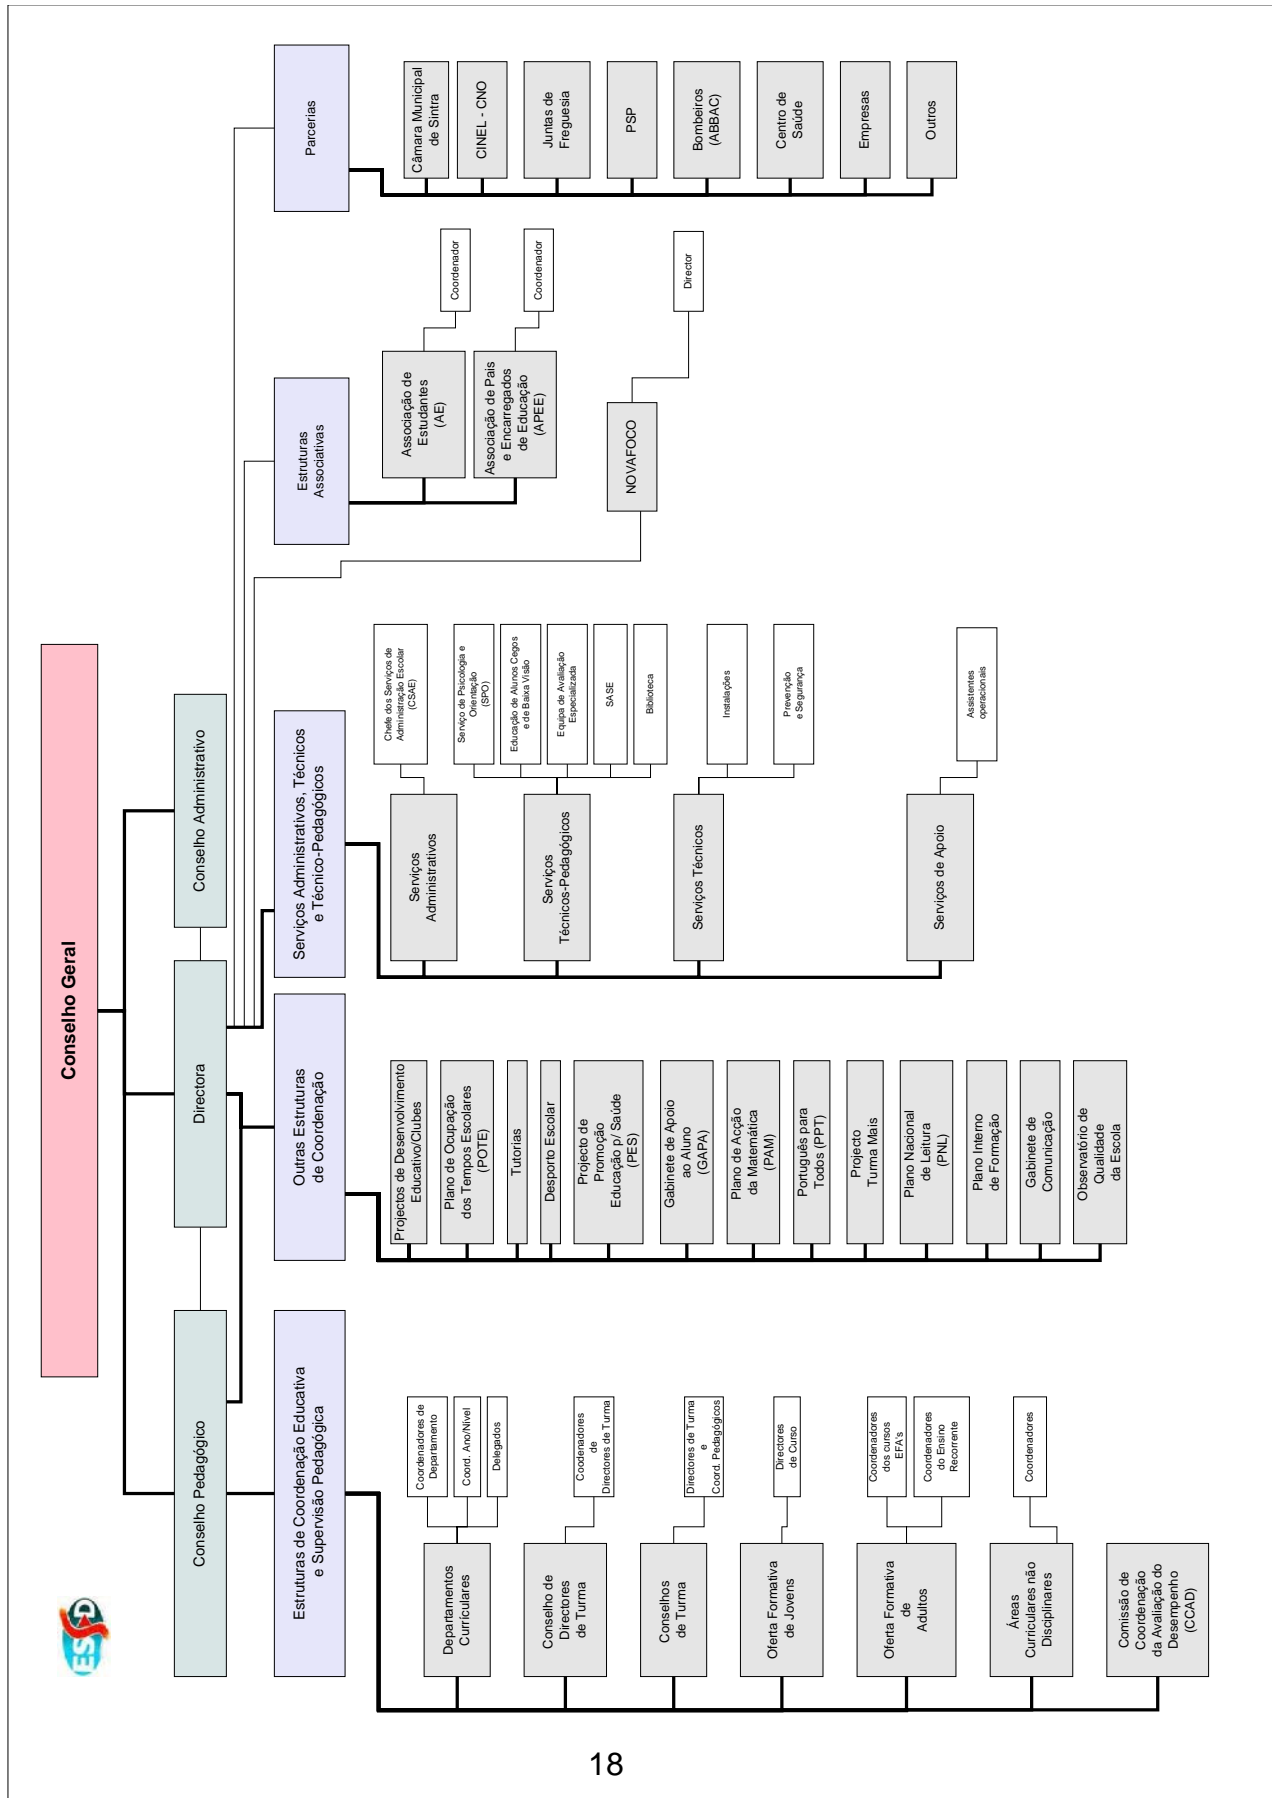 Conselho Geral
Conselho Pedagógico
Directora
Conselho Administrativo
Estruturas de Coordenação Educativa
e Supervisão Pedagógica
Outras Estruturas
de Coordenação
Serviços Administrativos, Técnicos
e Técnico-Pedagógicos
Estruturas
Associativas
Parcerias
Departamentos
Curriculares
Coordenadores de
Departamento
Coord. Ano/Nível
Delegados
Conselho de
Directores
de Turma
Coodenadores
de
Directores de Turma
Conselhos
de Turma
Directores de Turma
e
Coord. Pedagógicos
Oferta Formativa
de Jovens
Directores
de Curso
Oferta Formativa
de
Adultos
Coordenadores
dos cursos
EFA's
Coordenadores
do Ensino
Recorrente
Áreas
Curriculares não
Disciplinares
Coordenadores
Comissão de
Coordenação
da Avaliação do
Desempenho
(CCAD)
Projectos de Desenvolvimento
Educativo/Clubes
Plano de Ocupação
dos Tempos Escolares
(POTE)
Tutorias
Desporto Escolar
Projecto de
Promoção
Educação p/ Saúde
(PES)
Gabinete de Apoio
ao Aluno
(GAPA)
Plano de Acção
da Matemática
(PAM)
Português para
Todos (PPT)
Projecto
Turma Mais
Plano Nacional
de Leitura
(PNL)
Plano Interno
de Formação
Gabinete de
Comunicação
Observatório de
Qualidade
da Escola
Serviços
Administrativos
Chefe dos Serviços de
Administração Escolar
(CSAE)
Serviços
Técnicos-Pedagógicos
Serviço de Psicologia e
Orientação
(SPO)
Educação de Alunos Cegos
e de Baixa Visão
Equipa de Avaliação
Especializada
SASE
Biblioteca
Serviços Técnicos
Instalações
Prevenção
e Segurança
Serviços de Apoio
Assistentes
operacionais
Associação de
Estudantes
(AE)
Coordenador
Associação de Pais
e Encarregados
de Educação
(APEE)
Coordenador
NOVAFOCO
Director
Câmara Municipal
de Sintra
CINEL - CNO
Juntas de
Freguesia
PSP
Bombeiros
(ABBAC)
Centro de
Saúde
Empresas
Outros
ESAD
18